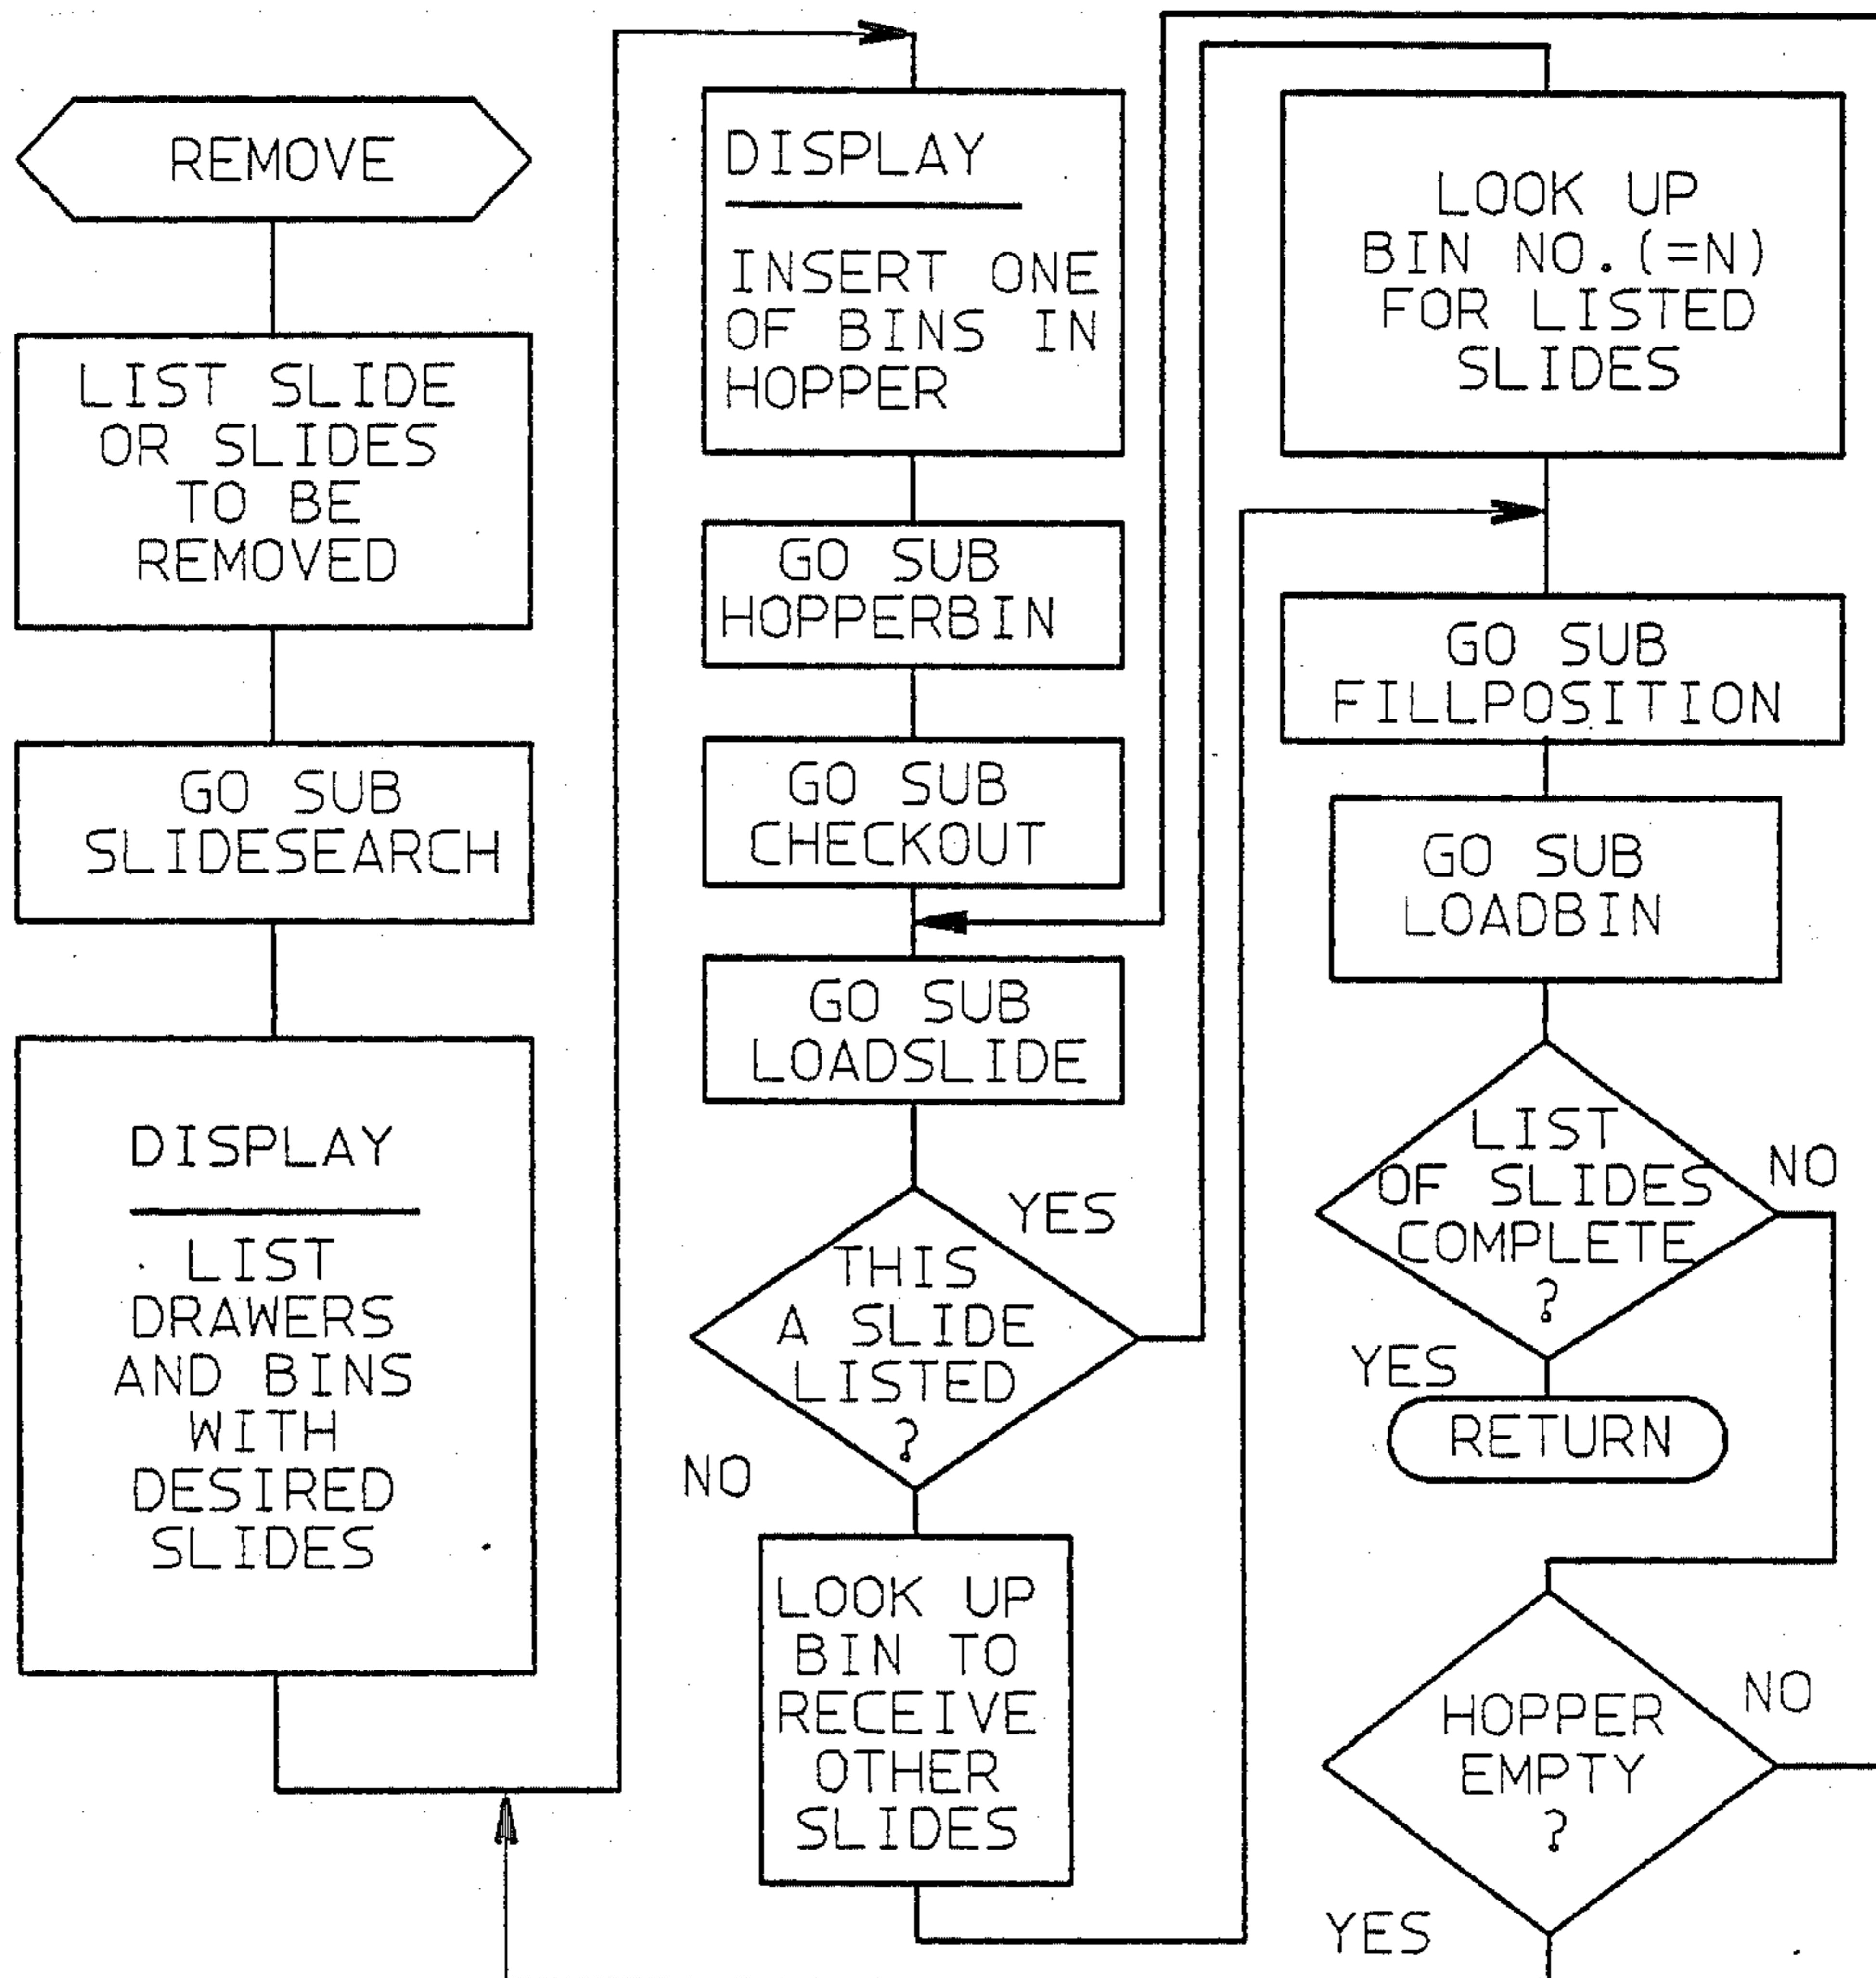 REMOVE
LIST SLIDE
OR SLIDES
TO BE
REMOVED
GO SUB
SLIDESEARCH
DISPLAY
LIST
DRAWERS
AND BINS
WITH
DESIRED
SLIDES
DISPLAY
INSERT ONE
OF BINS IN
HOPPER
GO SUB
HOPPERBIN
GO SUB
CHECKOUT
GO SUB
LOADSLIDE
YES
THIS
A SLIDE
LISTED
?
NO
LOOK UP
BIN TO
RECEIVE
OTHER
SLIDES
LOOK UP
BIN NO.(=N)
FOR LISTED
SLIDES
GO SUB
FILLPOSITION
GO SUB
LOADBIN
LIST
OF SLIDES
COMPLETE
?
NO
YES
RETURN
HOPPER
EMPTY
?
NO
YES